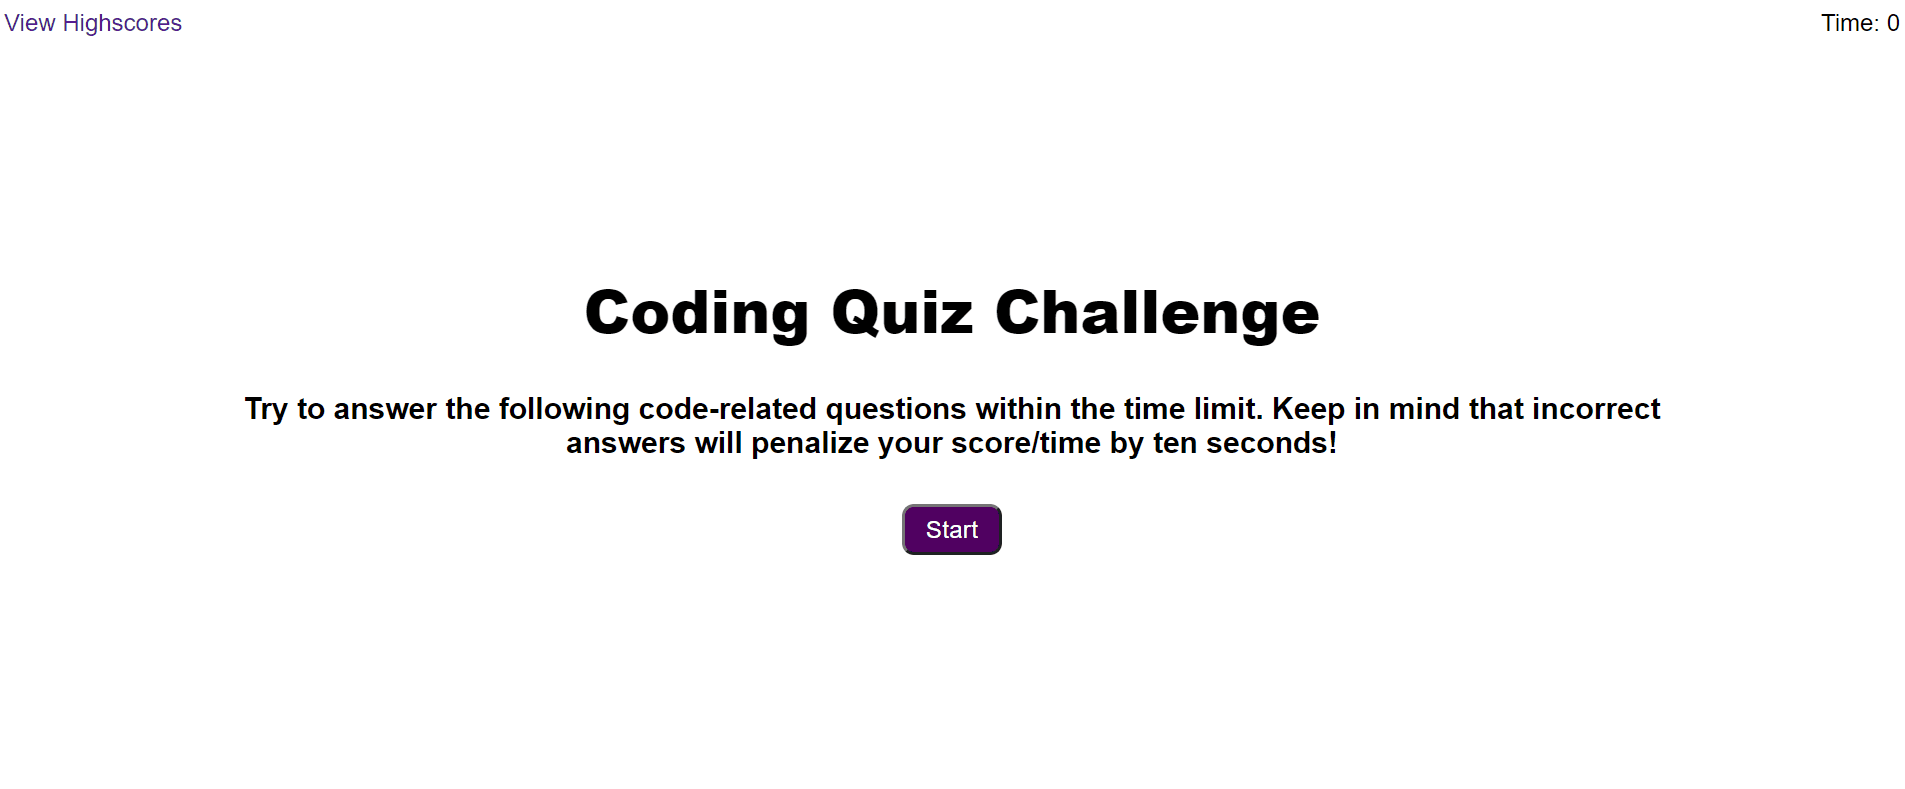 View Highscores
Time: 0
Coding Quiz Challenge
Try to answer the following code-related questions within the time limit. Keep in mind that incorrect
answers will penalize your score/time by ten seconds!
Start